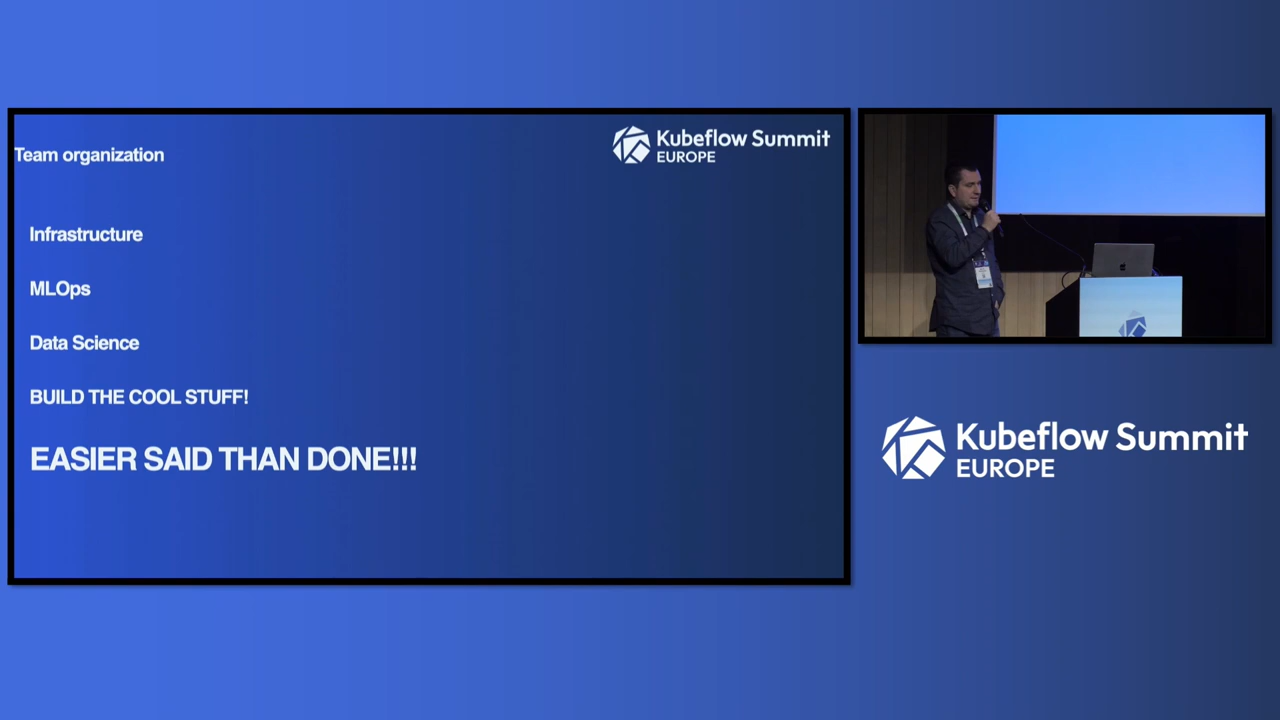 Team organization
Kubeflow Summit
EUROPE
Infrastructure
MLOps
Data Science
BUILD THE COOL STUFF!
EASIER SAID THAN DONE!!!
Kubeflow Summit
EUROPE